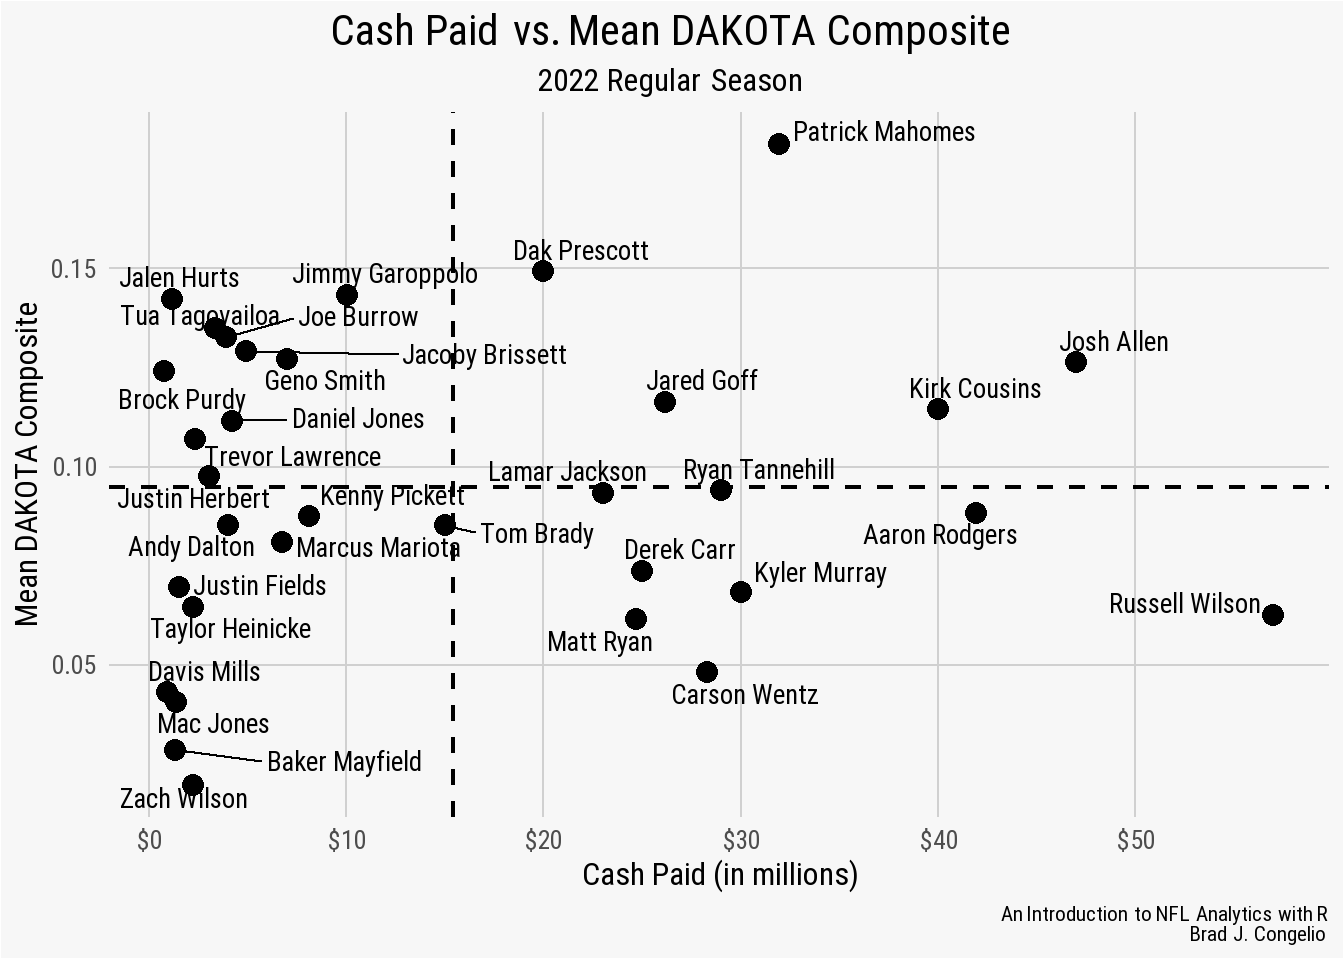 Cash Paid vs. Mean DAKOTA Composite
2022 Regular Season
Patrick Mahomes
Dak Prescott
Jalen Hurts
Jimmy Garoppolo
Tua Tagovailoa
Joe Burrow
Jacoby Brissett
Geno Smith
Josh Allen
Jared Goff
Kirk Cousins
Brock Purdy
Daniel Jones
Trevor Lawrence
Lamar Jackson
Ryan Tannehill
Justin Herbert
Kenny Pickett
Tom Brady
Aaron Rodgers
Andy Dalton
Marcus Mariota
Derek Carr
Kyler Murray
Justin Fields
Russell Wilson
Taylor Heinicke
Matt Ryan
Davis Mills
Carson Wentz
Mac Jones
Baker Mayfield
Zach Wilson
0.15
0.10
0.05
Mean DAKOTA Composite
$0
$10
$20
$30
$40
$50
Cash Paid (in millions)
An Introduction to NFL Analytics with R
Brad J. Congelio